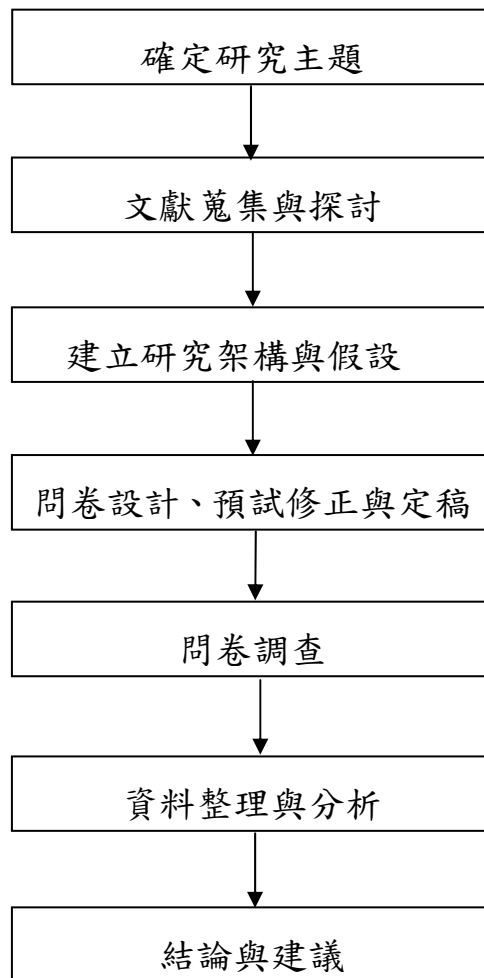 確定研究主題
文獻蒐集與探討
建立研究架構與假設
問卷設計、預試修正與定稿
問卷調查
資料整理與分析
結論與建議